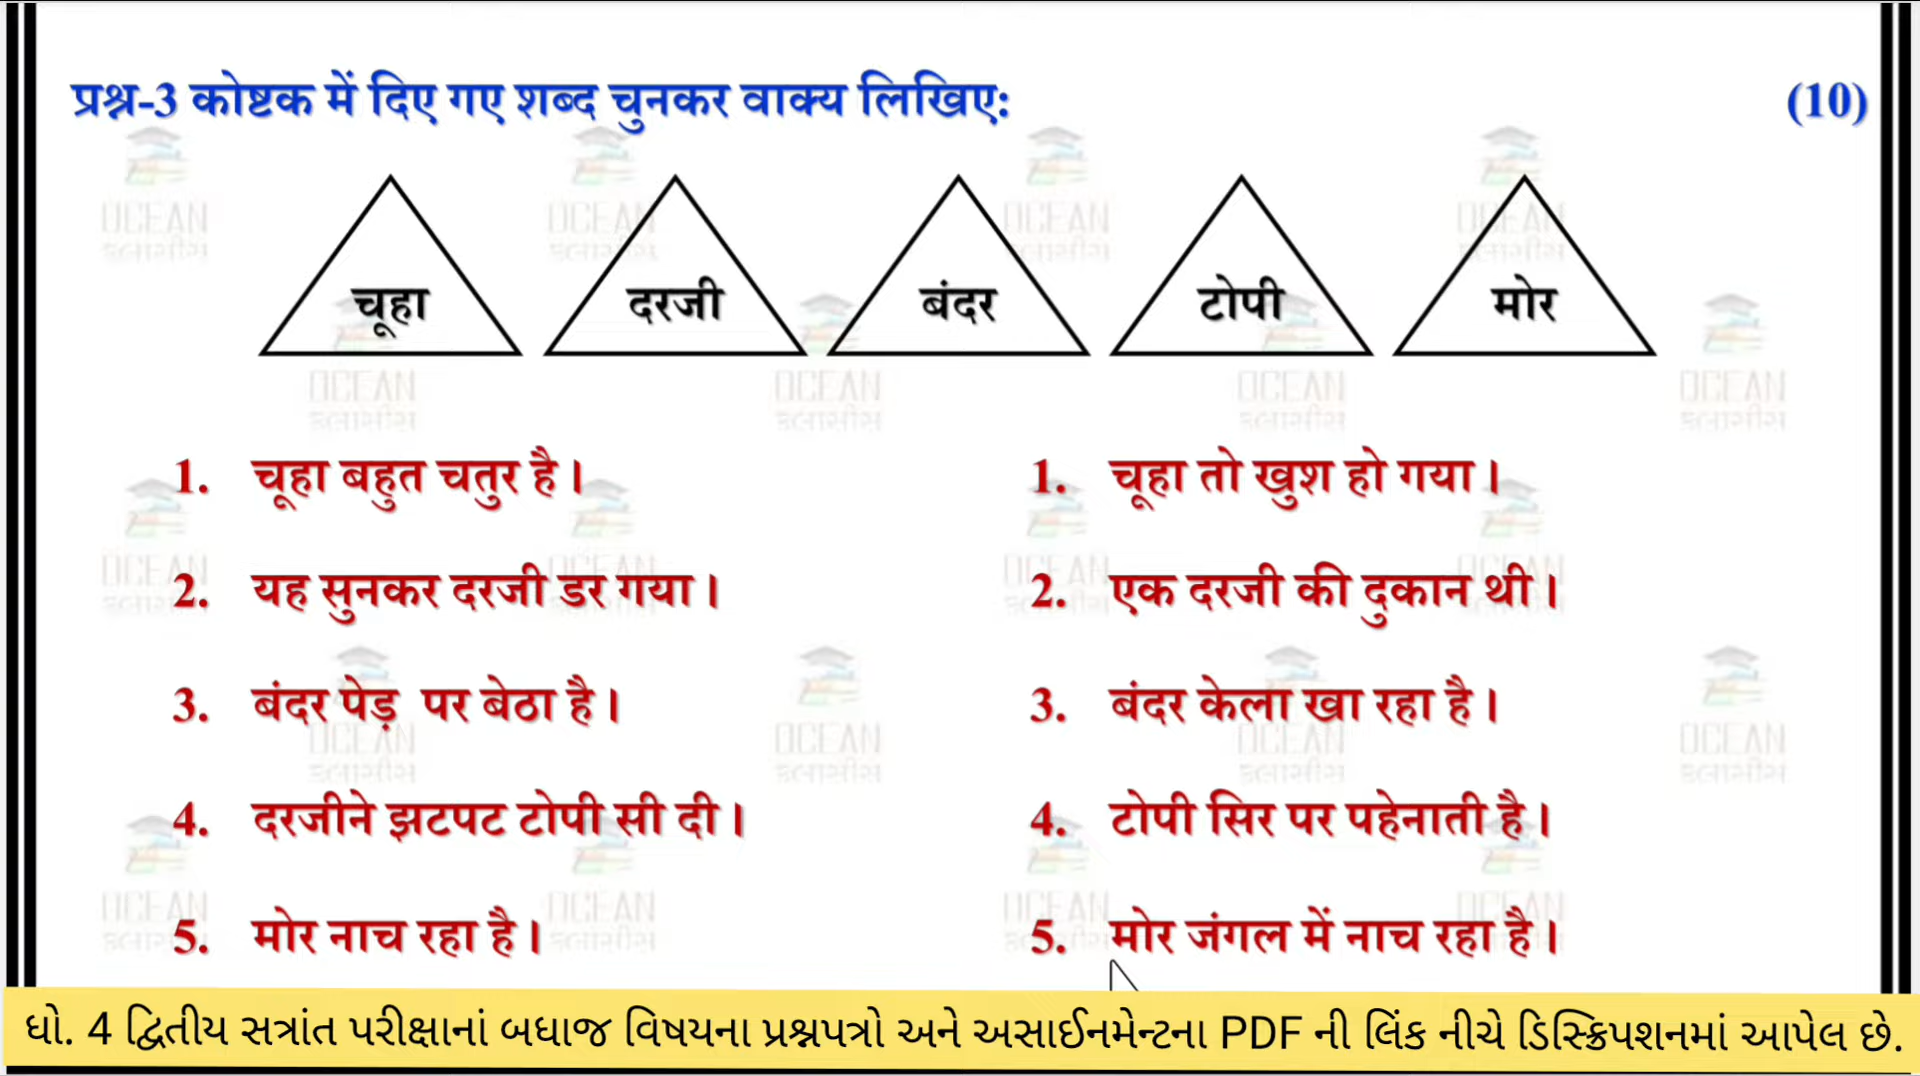 प्रश्न-3 कोष्टक में दिए गए शब्द चुनकर वाक्य लिखिए: (10)
चूहा दरजी बंदर टोपी मोर
1. चूहा बहुत चतुर है। 1. चूहा तो खुश हो गया।
2. यह सुनकर दरजी डर गया। 2. एक दरजी की दुकान थी।
3. बंदर पेड़ पर बेठा है। 3. बंदर केला खा रहा है।
4. दरजीने झटपट टोपी सी दी। 4. टोपी सिर पर पहेनाती है।
5. मोर नाच रहा है। 5. मोर जंगल में नाच रहा है।
ધો. 4 દ્વિતીય સત્રાંત પરીક્ષાનાં બધાજ વિષયના પ્રશ્નપત્રો અને અસાઈનમેન્ટના PDF ની લિંક નીચે ડિસ્ક્રિપશનમાં આપેલ છે.
OCEAN
ક્લાસીસ